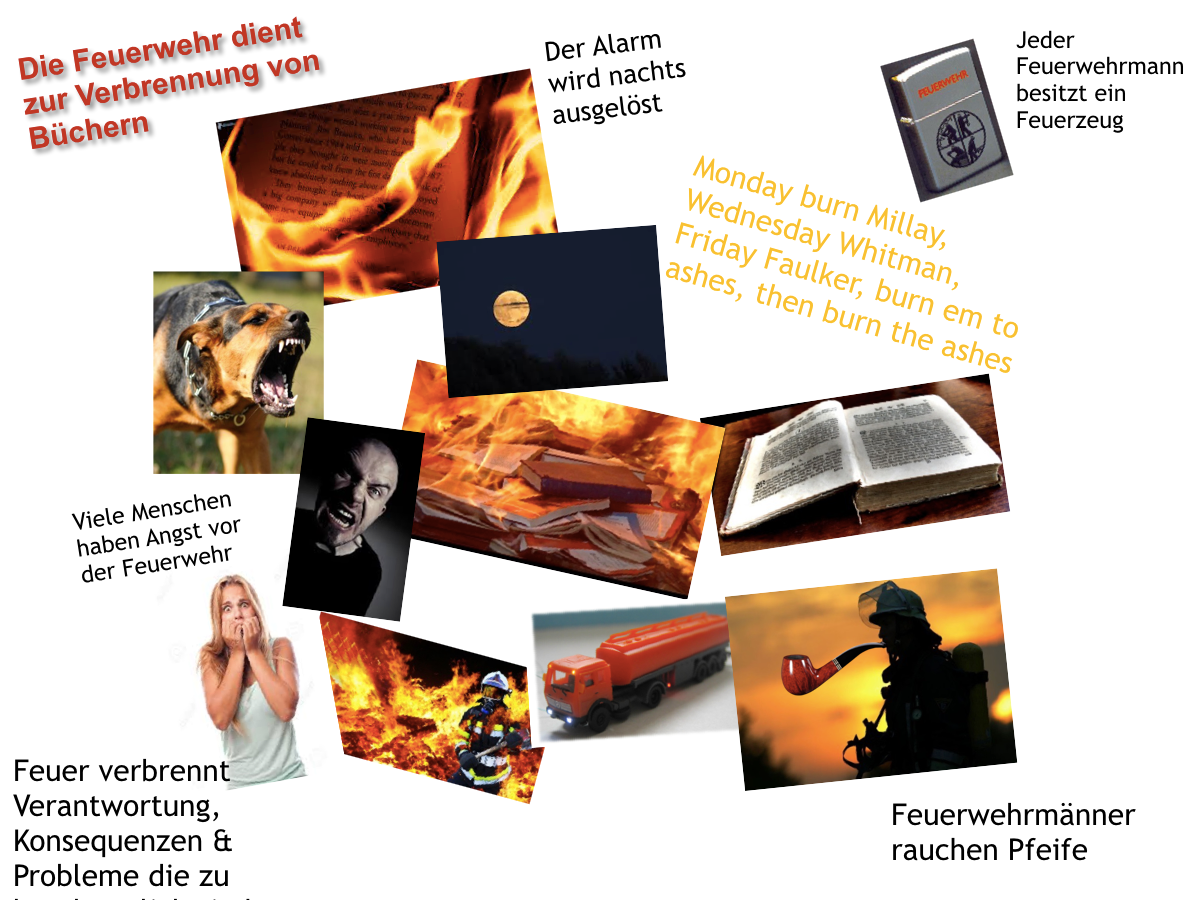 Die Feuerwehr dient
zur Verbrennung von
Büchern
Der Alarm
wird nachts
ausgelöst
Jeder
Feuerwehrmann
besitzt ein
Feuerzeug
FEUERWEHR
Monday burn Millay,
Wednesday Whitman,
Friday Faulker, burn em to
ashes, then burn the ashes
Viele Menschen
haben Angst vor
der Feuerwehr
Feuer verbrennt
Verantwortung,
Konsequenzen &
Probleme die zu
Feuerwehrmänner
rauchen Pfeife